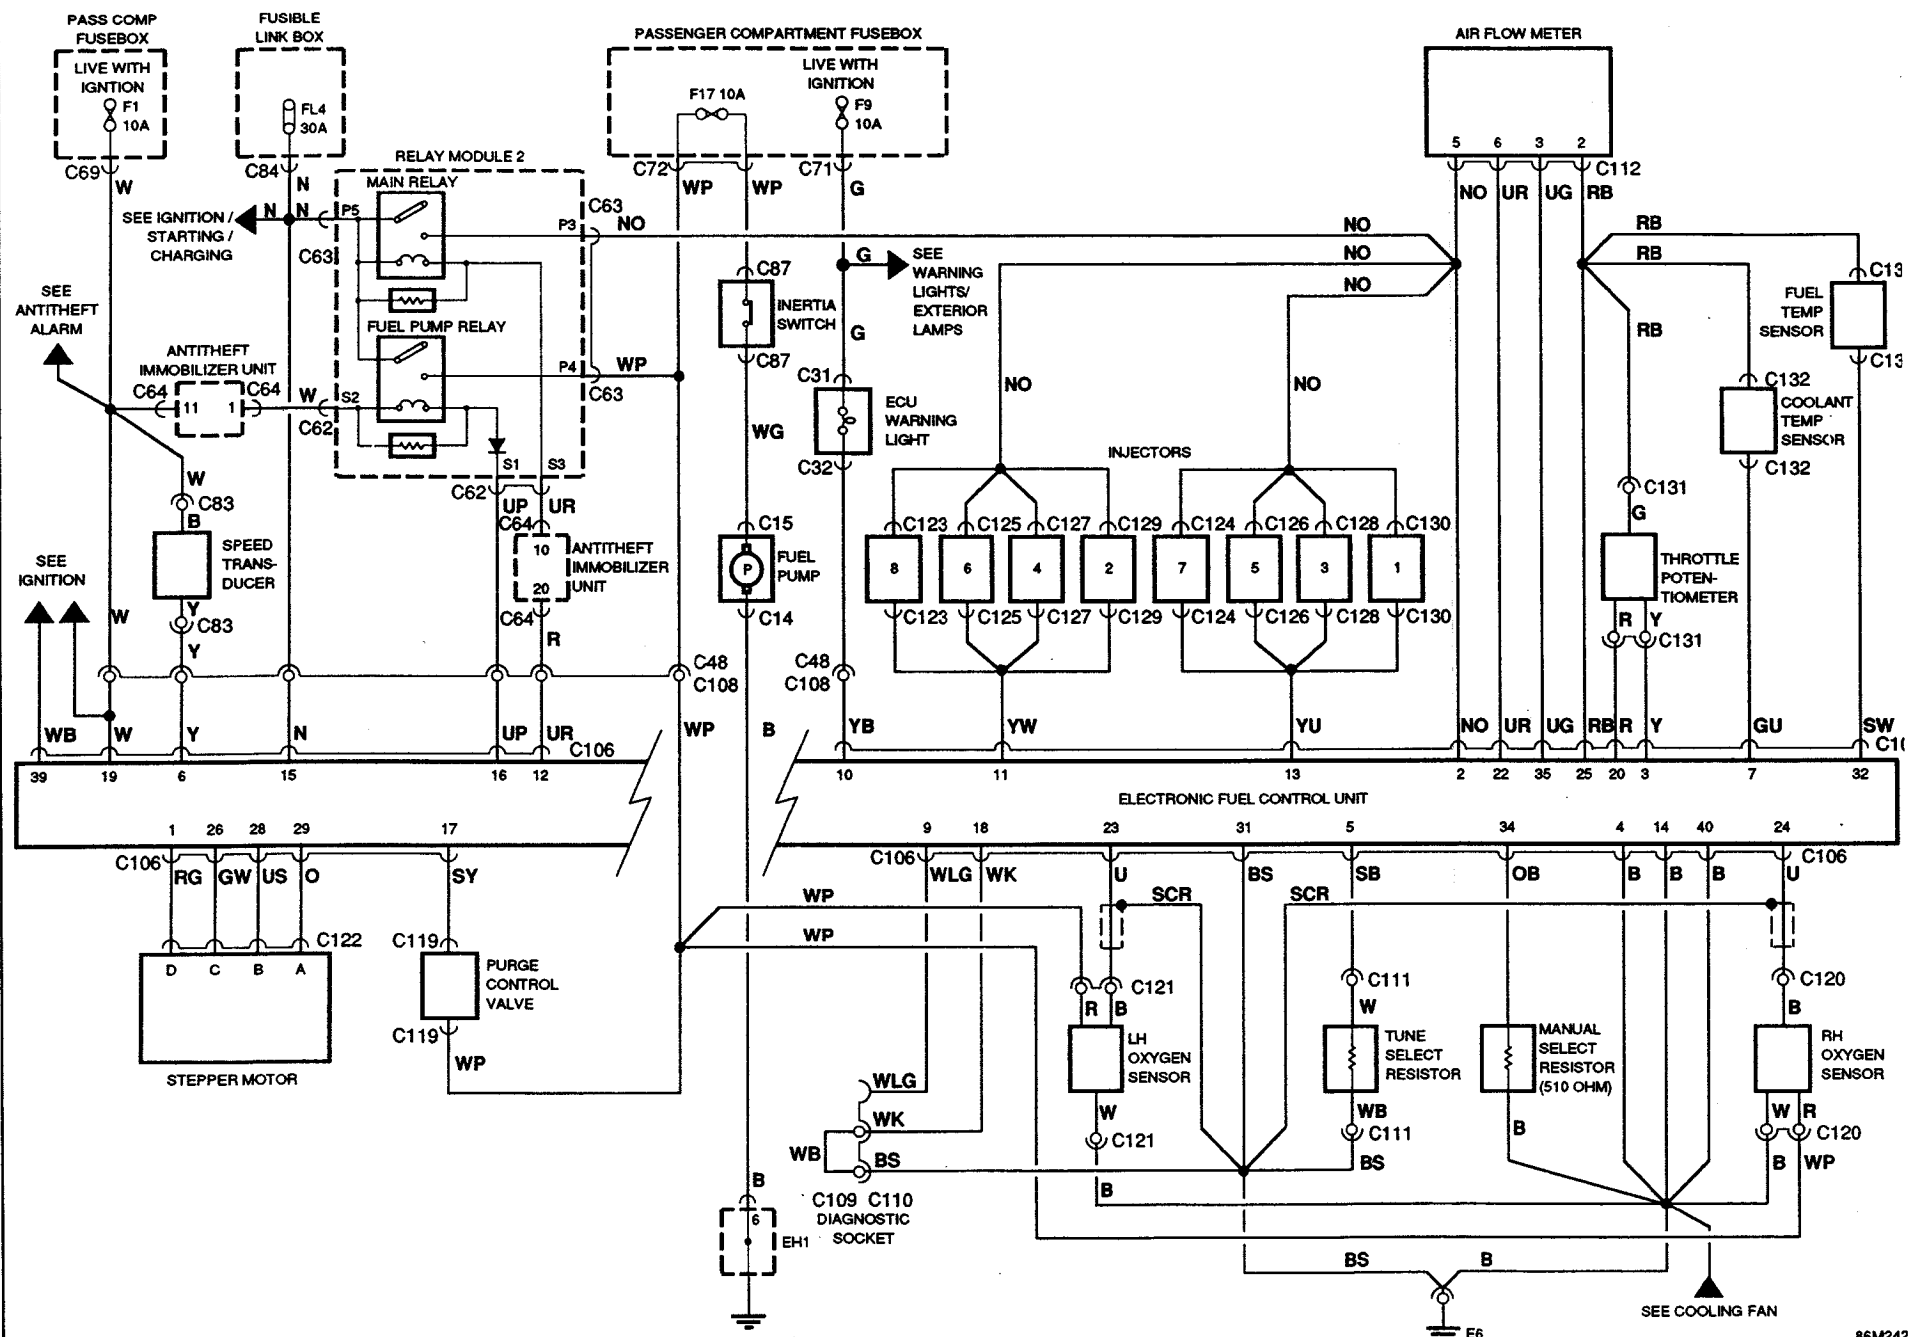 PASS COMP
FUSEBOX
LIVE WITH
IGNTION
F1
10A
C69
W
FUSIBLE
LINK BOX
FL4
30A
C84
N
PASSENGER COMPARTMENT FUSEBOX
F17 10A
LIVE WITH
IGNITION
F9
10A
C72
WP
WP
C71
G
AIR FLOW METER
5 6 3 2
C112
NO UR UG RB
RELAY MODULE 2
MAIN RELAY
P5
P3
C63
NO
SEE IGNITION /
STARTING /
CHARGING
N N
C63
FUEL PUMP RELAY
P4
WP
C63
S2
S1 S3
C62
UP UR
SEE
ANTITHEFT
ALARM
ANTITHEFT
IMMOBILIZER UNIT
C64 11 1 C64
W
C62
W
C83
B
SPEED
TRANS-
DUCER
Y
C83
Y
SEE
IGNITION
W
C64
10
20
ANTITHEFT
IMMOBILIZER
UNIT
C64
R
C87
INERTIA
SWITCH
C87
WG
C15
P
FUEL
PUMP
C14
G
SEE
WARNING
LIGHTS/
EXTERIOR
LAMPS
G
C31
ECU
WARNING
LIGHT
C32
NO
NO
NO
NO
NO
INJECTORS
C123 C125 C127 C129 C124 C126 C128 C130
8 6 4 2 7 5 3 1
C123 C125 C127 C129 C124 C126 C128 C130
RB
RB
RB
C13
FUEL
TEMP
SENSOR
C13
C132
COOLANT
TEMP
SENSOR
C132
C131
G
THROTTLE
POTEN-
TIOMETER
R Y
C131
C48
C108
C48
C108
WB W Y N UP UR C106 WP B YB YW YU NO UR UG RB R Y GU SW C10
39 19 6 15 16 12 10 11 13 2 22 35 25 20 3 7 32
ELECTRONIC FUEL CONTROL UNIT
1 26 28 29 17 9 18 23 31 5 34 4 14 40 24
C106 RG GW US O SY C106 WLG WK U BS SB OB B B B U C106
C122
D C B A
STEPPER MOTOR
C119
PURGE
CONTROL
VALVE
C119
WP
WP
WP
SCR
SCR
C121
R B
LH
OXYGEN
SENSOR
W
C121
B
C111
W
TUNE
SELECT
RESISTOR
WB
C111
BS
MANUAL
SELECT
RESISTOR
(510 OHM)
B
C120
B
RH
OXYGEN
SENSOR
W R
C120
B WP
WLG
WK
WB
BS
C109 C110
DIAGNOSTIC
SOCKET
B
6
EH1
BS
B
E6
SEE COOLING FAN
86M242